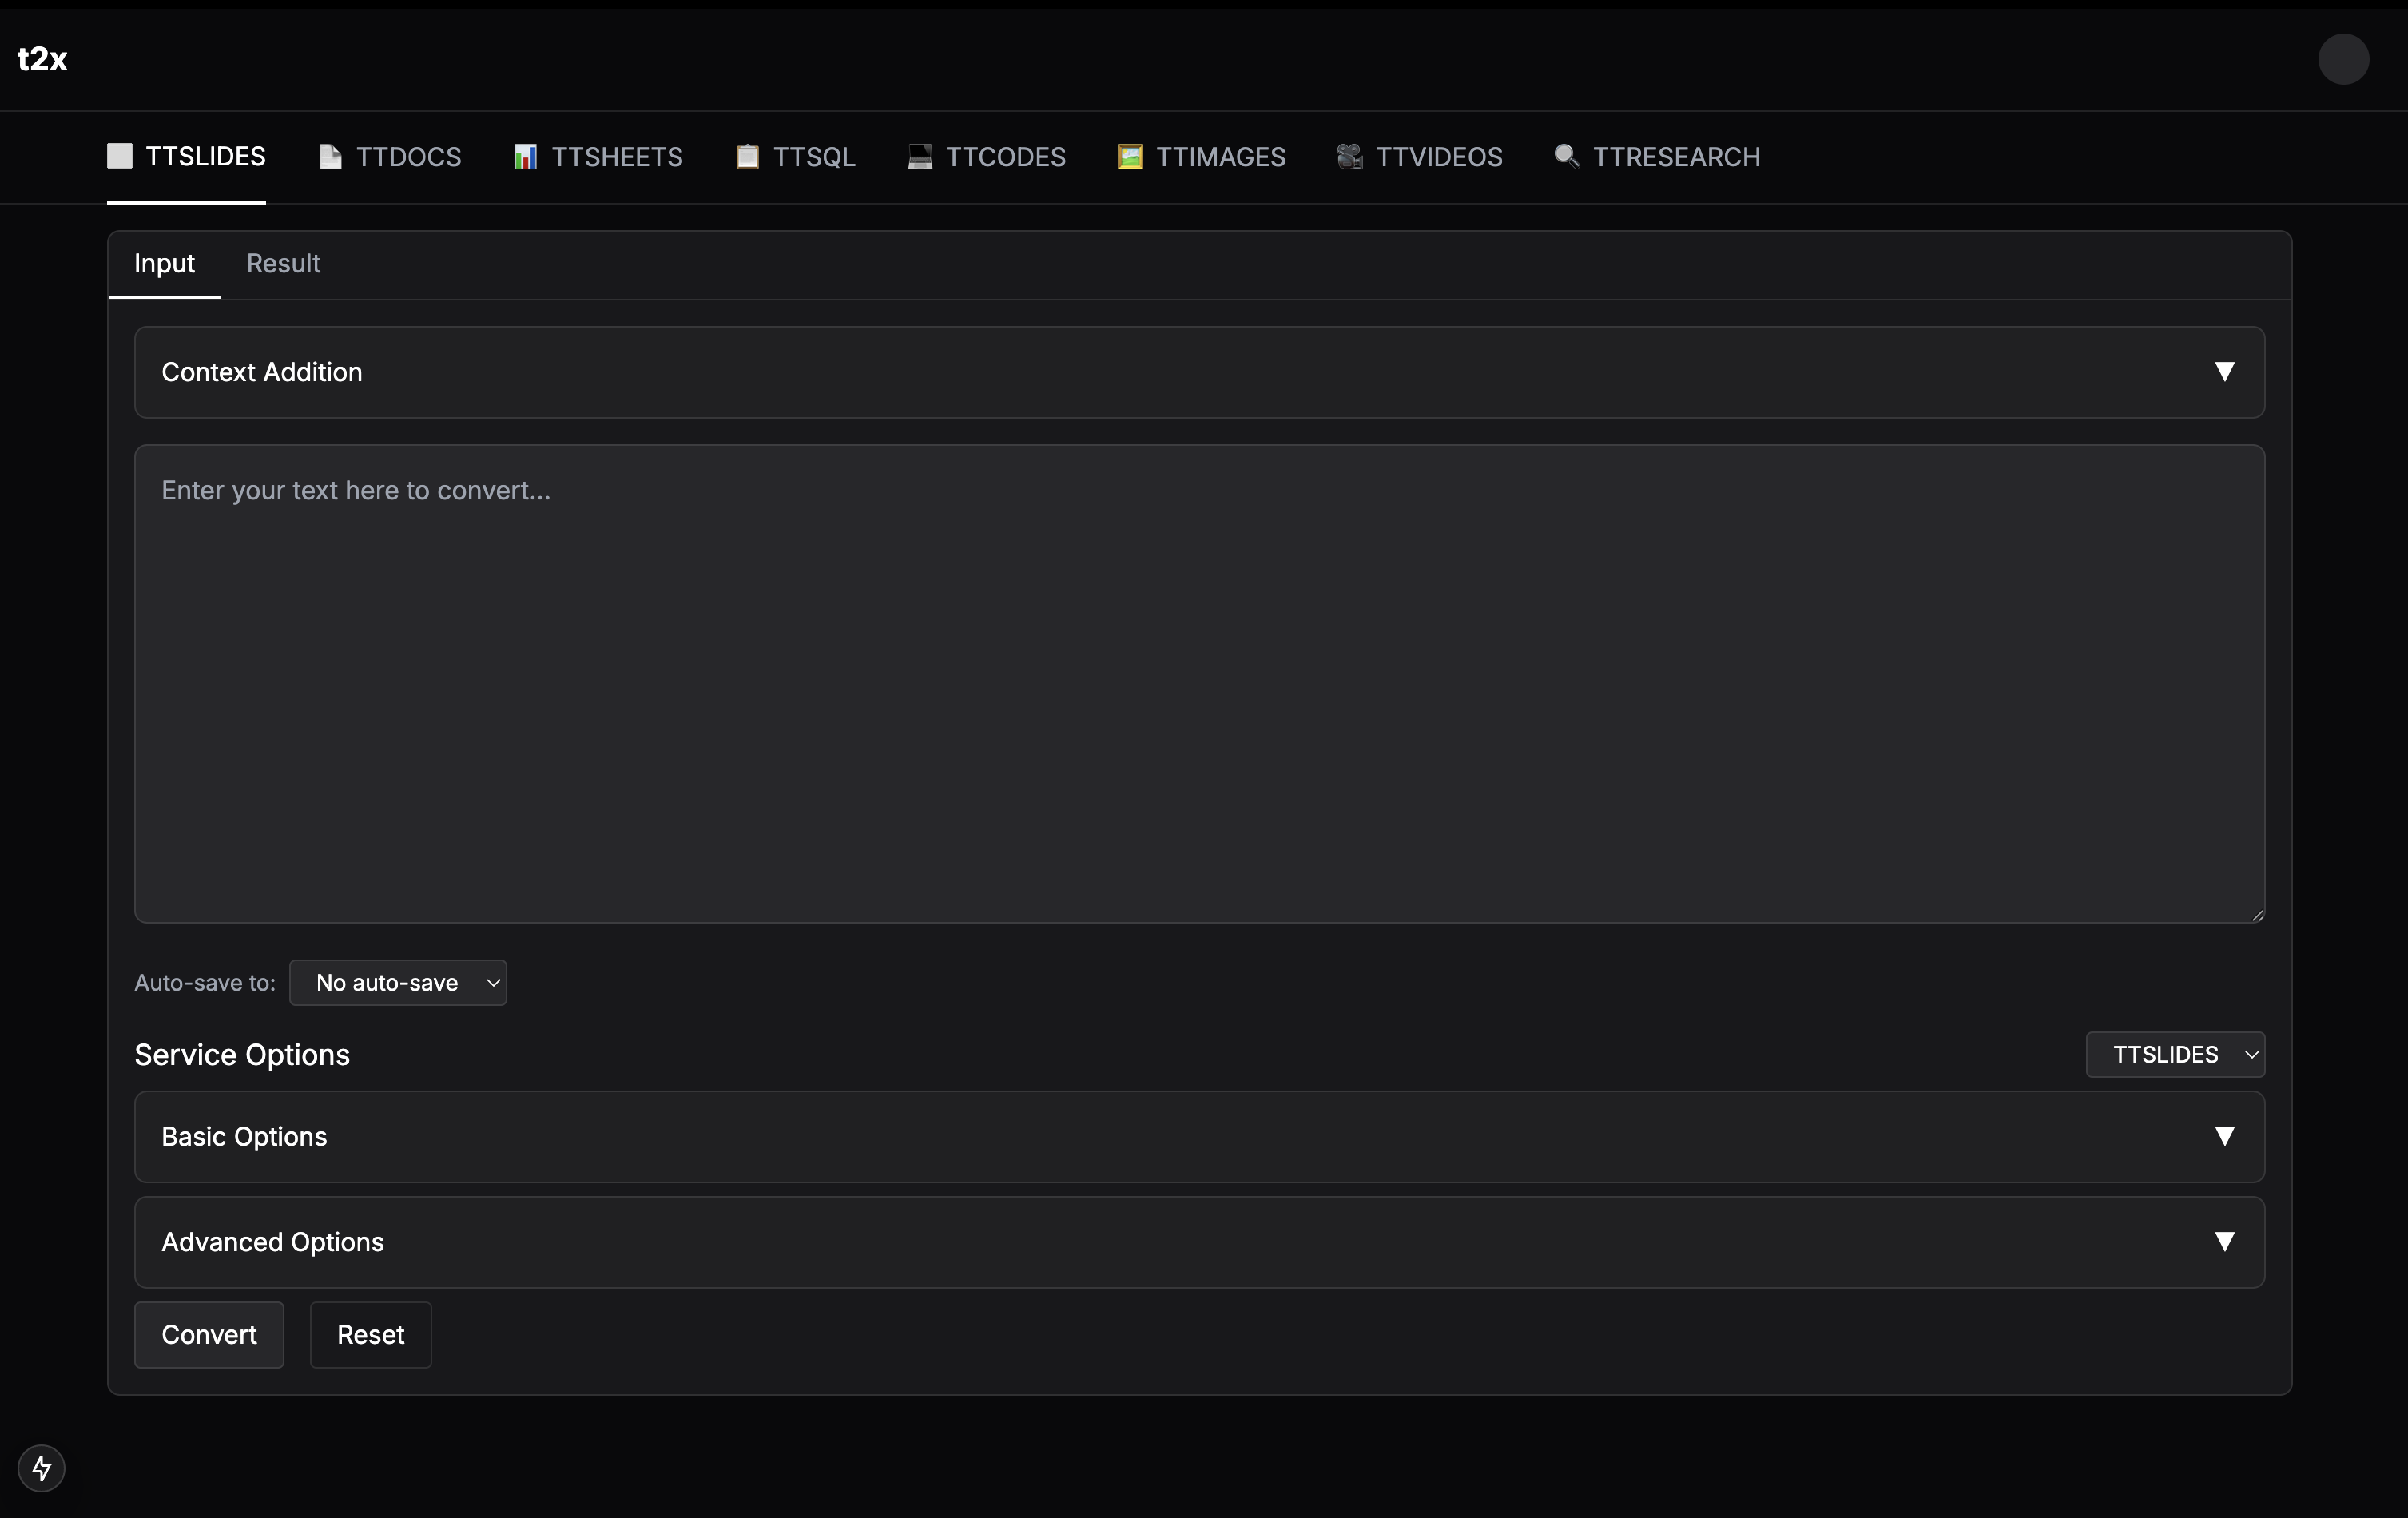 t2x
TTSLIDES TTDOCS TTSHEETS TTSQL TTCODES TTIMAGES TTVIDEOS TTRESEARCH
Input Result
Context Addition
Enter your text here to convert...
Auto-save to: No auto-save
Service Options TTSLIDES
Basic Options
Advanced Options
Convert Reset